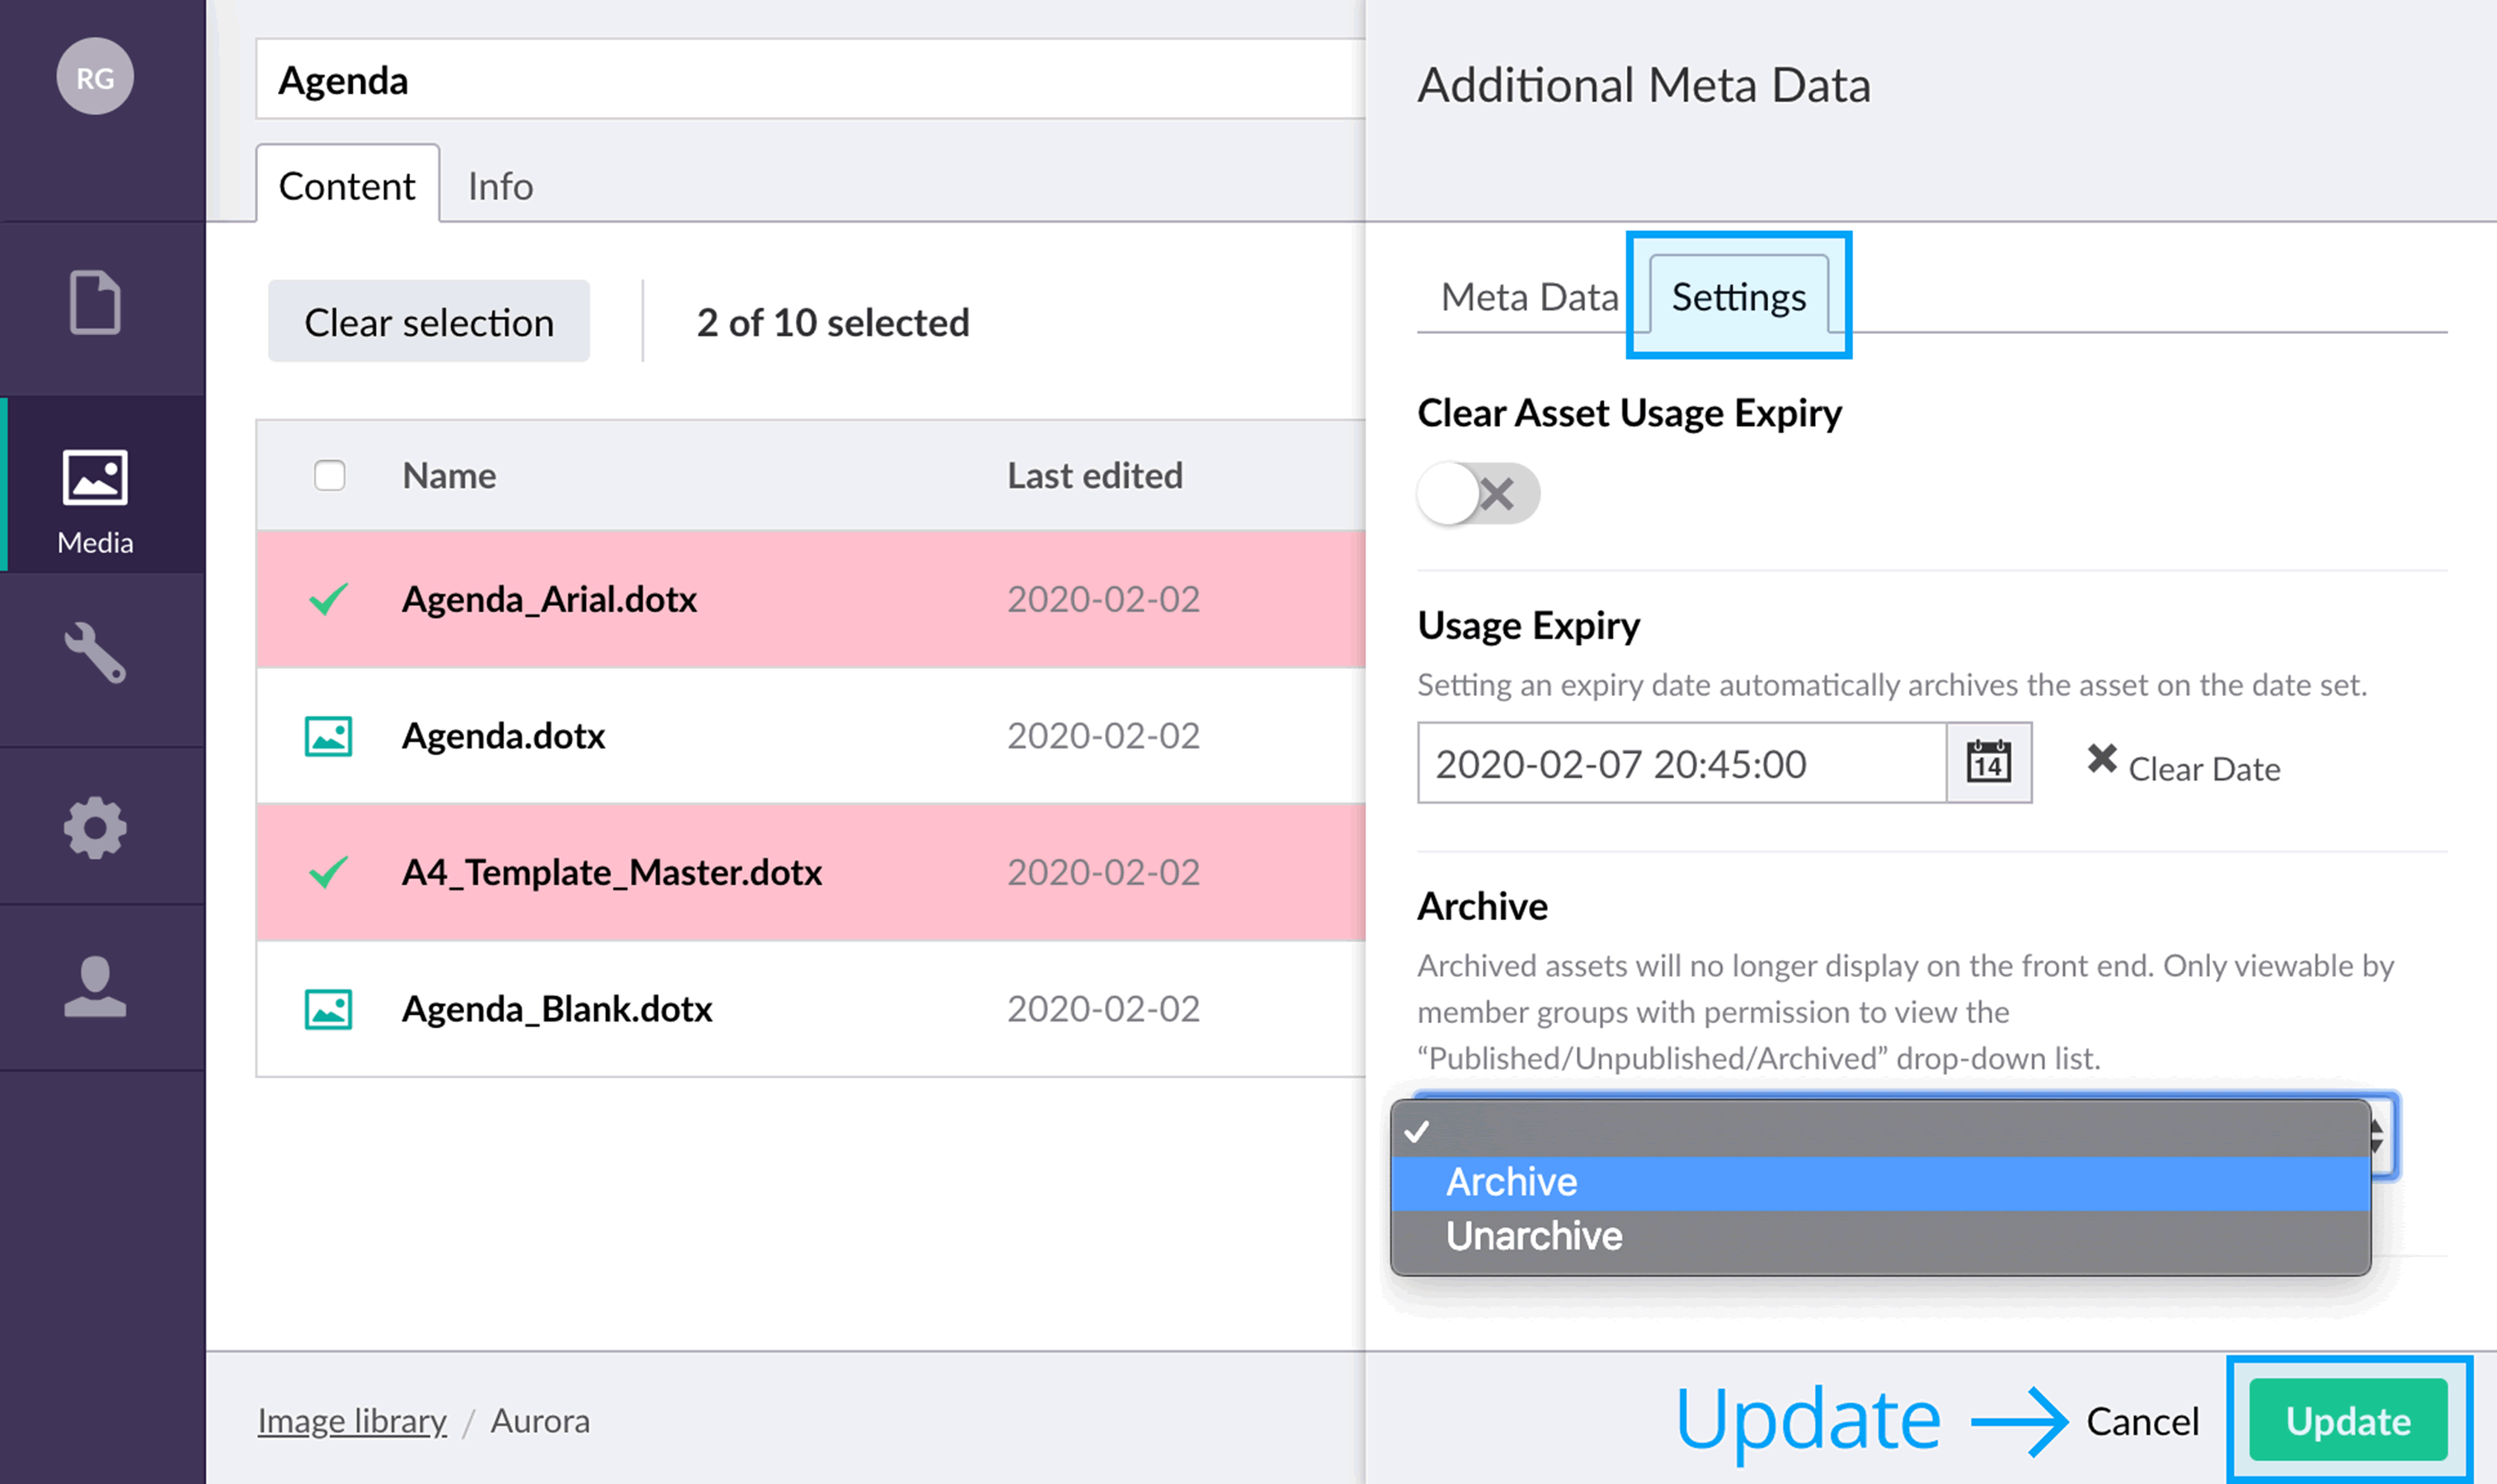 RG
Media
Agenda
Content
Info
Clear selection
2 of 10 selected
Name
Last edited
Agenda_Arial.dotx
2020-02-02
Agenda.dotx
2020-02-02
A4_Template_Master.dotx
2020-02-02
Agenda_Blank.dotx
2020-02-02
Image library / Aurora
Additional Meta Data
Meta Data
Settings
Clear Asset Usage Expiry
Usage Expiry
Setting an expiry date automatically archives the asset on the date set.
2020-02-07 20:45:00
14
Clear Date
Archive
Archived assets will no longer display on the front end. Only viewable by
member groups with permission to view the
“Published/Unpublished/Archived” drop-down list.
Archive
Unarchive
Update
Cancel
Update